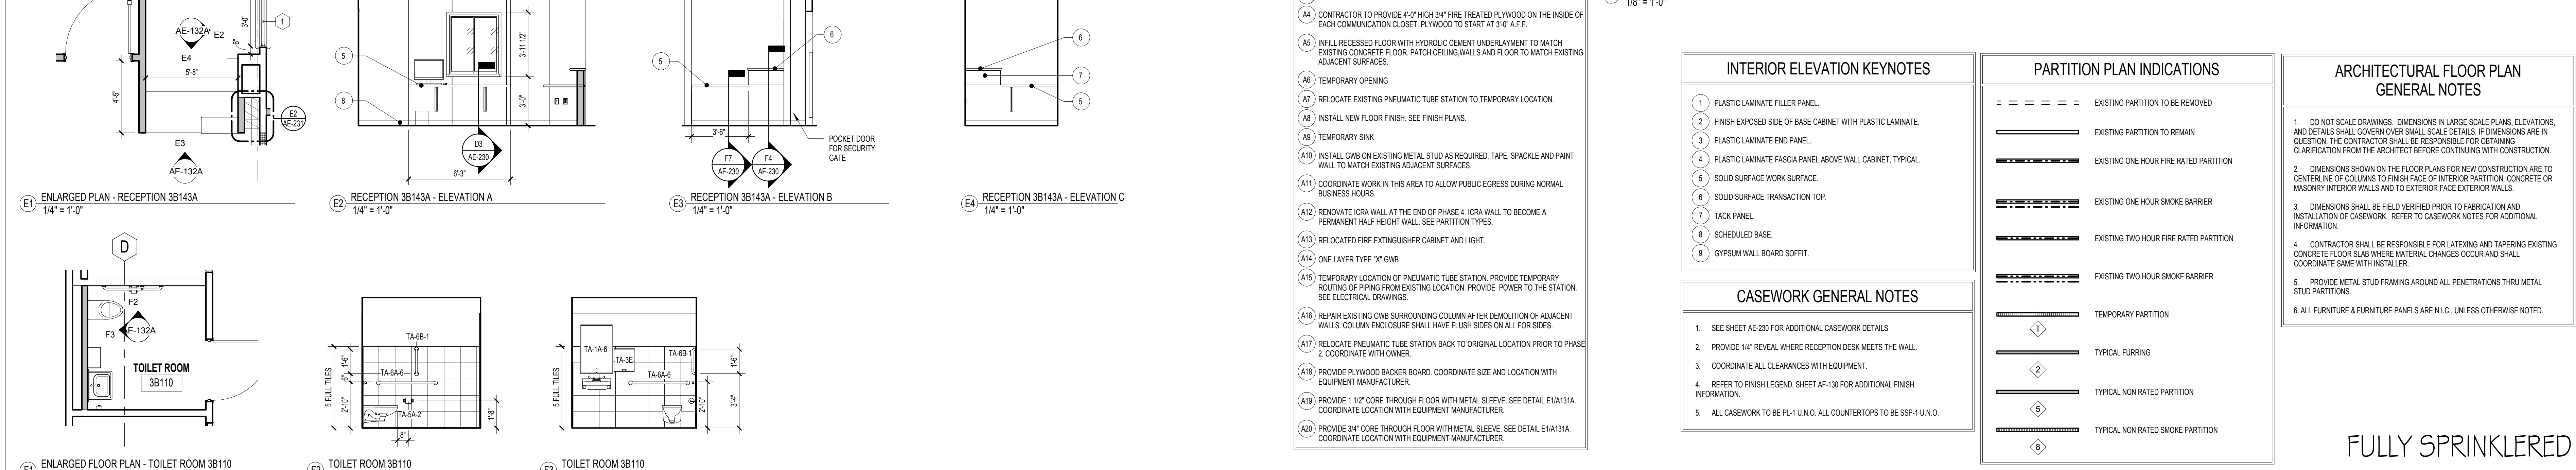 AE-132A
E2
E4
5'-8"
4'-5"
3'-0"
6"
1
E2
AE-231
E3
AE-132A
E1
ENLARGED PLAN - RECEPTION 3B143A
1/4" = 1'-0"
5
8
3'-11 1/2"
3'-0"
D3
AE-230
6'-3"
E2
RECEPTION 3B143A - ELEVATION A
1/4" = 1'-0"
5
6
3'-6"
POCKET DOOR
FOR SECURITY
GATE
F7
AE-230
F4
AE-230
E3
RECEPTION 3B143A - ELEVATION B
1/4" = 1'-0"
6
7
5
E4
RECEPTION 3B143A - ELEVATION C
1/4" = 1'-0"
D
F2
F3
AE-132A
TOILET ROOM
3B110
ENLARGED FLOOR PLAN - TOILET ROOM 3B110
5 FULL TILES
1'-6"
6"
2'-10"
TA-6B-1
TA-6A-6
TA-5A-2
1'-8"
8"
TOILET ROOM 3B110
5 FULL TILES
TA-1A-6
TA-3E
TA-6B-1
TA-6A-6
2'-10"
1'-6"
3'-4"
TOILET ROOM 3B110
A4 CONTRACTOR TO PROVIDE 4'-0" HIGH 3/4" FIRE TREATED PLYWOOD ON THE INSIDE OF
EACH COMMUNICATION CLOSET. PLYWOOD TO START AT 3'-0" A.F.F.
A5 INFILL RECESSED FLOOR WITH HYDROLIC CEMENT UNDERLAYMENT TO MATCH
EXISTING CONCRETE FLOOR. PATCH CEILING,WALLS AND FLOOR TO MATCH EXISTING
ADJACENT SURFACES.
A6 TEMPORARY OPENING
A7 RELOCATE EXISTING PNEUMATIC TUBE STATION TO TEMPORARY LOCATION.
A8 INSTALL NEW FLOOR FINISH. SEE FINISH PLANS.
A9 TEMPORARY SINK
A10 INSTALL GWB ON EXISTING METAL STUD AS REQUIRED. TAPE, SPACKLE AND PAINT
WALL TO MATCH EXISTING ADJACENT SURFACES.
A11 COORDINATE WORK IN THIS AREA TO ALLOW PUBLIC EGRESS DURING NORMAL
BUSINESS HOURS.
A12 RENOVATE ICRA WALL AT THE END OF PHASE 4. ICRA WALL TO BECOME A
PERMANENT HALF HEIGHT WALL. SEE PARTITION TYPES.
A13 RELOCATED FIRE EXTINGUISHER CABINET AND LIGHT.
A14 ONE LAYER TYPE "X" GWB
A15 TEMPORARY LOCATION OF PNEUMATIC TUBE STATION. PROVIDE TEMPORARY
ROUTING OF PIPING FROM EXISTING LOCATION. PROVIDE POWER TO THE STATION.
SEE ELECTRICAL DRAWINGS.
A16 REPAIR EXISTING GWB SURROUNDING COLUMN AFTER DEMOLITION OF ADJACENT
WALLS. COLUMN ENCLOSURE SHALL HAVE FLUSH SIDES ON ALL FOR SIDES.
A17 RELOCATE PNEUMATIC TUBE STATION BACK TO ORIGINAL LOCATION PRIOR TO PHASE
2. COORDINATE WITH OWNER.
A18 PROVIDE PLYWOOD BACKER BOARD. COORDINATE SIZE AND LOCATION WITH
EQUIPMENT MANUFACTURER.
A19 PROVIDE 1 1/2" CORE THROUGH FLOOR WITH METAL SLEEVE. SEE DETAIL E1/A131A.
COORDINATE LOCATION WITH EQUIPMENT MANUFACTURER.
A20 PROVIDE 3/4" CORE THROUGH FLOOR WITH METAL SLEEVE. SEE DETAIL E1/A131A.
COORDINATE LOCATION WITH EQUIPMENT MANUFACTURER.
1/8" = 1'-0"
INTERIOR ELEVATION KEYNOTES
1 PLASTIC LAMINATE FILLER PANEL.
2 FINISH EXPOSED SIDE OF BASE CABINET WITH PLASTIC LAMINATE.
3 PLASTIC LAMINATE END PANEL.
4 PLASTIC LAMINATE FASCIA PANEL ABOVE WALL CABINET, TYPICAL.
5 SOLID SURFACE WORK SURFACE.
6 SOLID SURFACE TRANSACTION TOP.
7 TACK PANEL.
8 SCHEDULED BASE.
9 GYPSUM WALL BOARD SOFFIT.
CASEWORK GENERAL NOTES
1. SEE SHEET AE-230 FOR ADDITIONAL CASEWORK DETAILS
2. PROVIDE 1/4" REVEAL WHERE RECEPTION DESK MEETS THE WALL.
3. COORDINATE ALL CLEARANCES WITH EQUIPMENT.
4. REFER TO FINISH LEGEND, SHEET AF-130 FOR ADDITIONAL FINISH
INFORMATION.
5. ALL CASEWORK TO BE PL-1 U.N.O. ALL COUNTERTOPS TO BE SSP-1 U.N.O.
PARTITION PLAN INDICATIONS
EXISTING PARTITION TO BE REMOVED
EXISTING PARTITION TO REMAIN
EXISTING ONE HOUR FIRE RATED PARTITION
EXISTING ONE HOUR SMOKE BARRIER
EXISTING TWO HOUR FIRE RATED PARTITION
EXISTING TWO HOUR SMOKE BARRIER
TEMPORARY PARTITION
T
TYPICAL FURRING
2
TYPICAL NON RATED PARTITION
5
TYPICAL NON RATED SMOKE PARTITION
8
ARCHITECTURAL FLOOR PLAN
GENERAL NOTES
1. DO NOT SCALE DRAWINGS. DIMENSIONS IN LARGE SCALE PLANS, ELEVATIONS,
AND DETAILS SHALL GOVERN OVER SMALL SCALE DETAILS. IF DIMENSIONS ARE IN
QUESTION, THE CONTRACTOR SHALL BE RESPONSIBLE FOR OBTAINING
CLARIFICATION FROM THE ARCHITECT BEFORE CONTINUING WITH CONSTRUCTION.
2. DIMENSIONS SHOWN ON THE FLOOR PLANS FOR NEW CONSTRUCTION ARE TO
CENTERLINE OF COLUMNS TO FINISH FACE OF INTERIOR PARTITION, CONCRETE OR
MASONRY INTERIOR WALLS AND TO EXTERIOR FACE EXTERIOR WALLS.
3. DIMENSIONS SHALL BE FIELD VERIFIED PRIOR TO FABRICATION AND
INSTALLATION OF CASEWORK. REFER TO CASEWORK NOTES FOR ADDITIONAL
INFORMATION.
4. CONTRACTOR SHALL BE RESPONSIBLE FOR LATEXING AND TAPERING EXISTING
CONCRETE FLOOR SLAB WHERE MATERIAL CHANGES OCCUR AND SHALL
COORDINATE SAME WITH INSTALLER.
5. PROVIDE METAL STUD FRAMING AROUND ALL PENETRATIONS THRU METAL
STUD PARTITIONS.
6. ALL FURNITURE & FURNITURE PANELS ARE N.I.C., UNLESS OTHERWISE NOTED.
FULLY SPRINKLERED